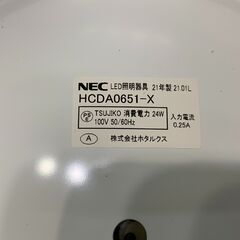 NEC LED照明器具 21年製 21.01L
HCDA0651-X
PS E TSUJIKO 消費電力 24W 入力電流
100V 50/60Hz 0.25A
A 株式会社ホタルクス